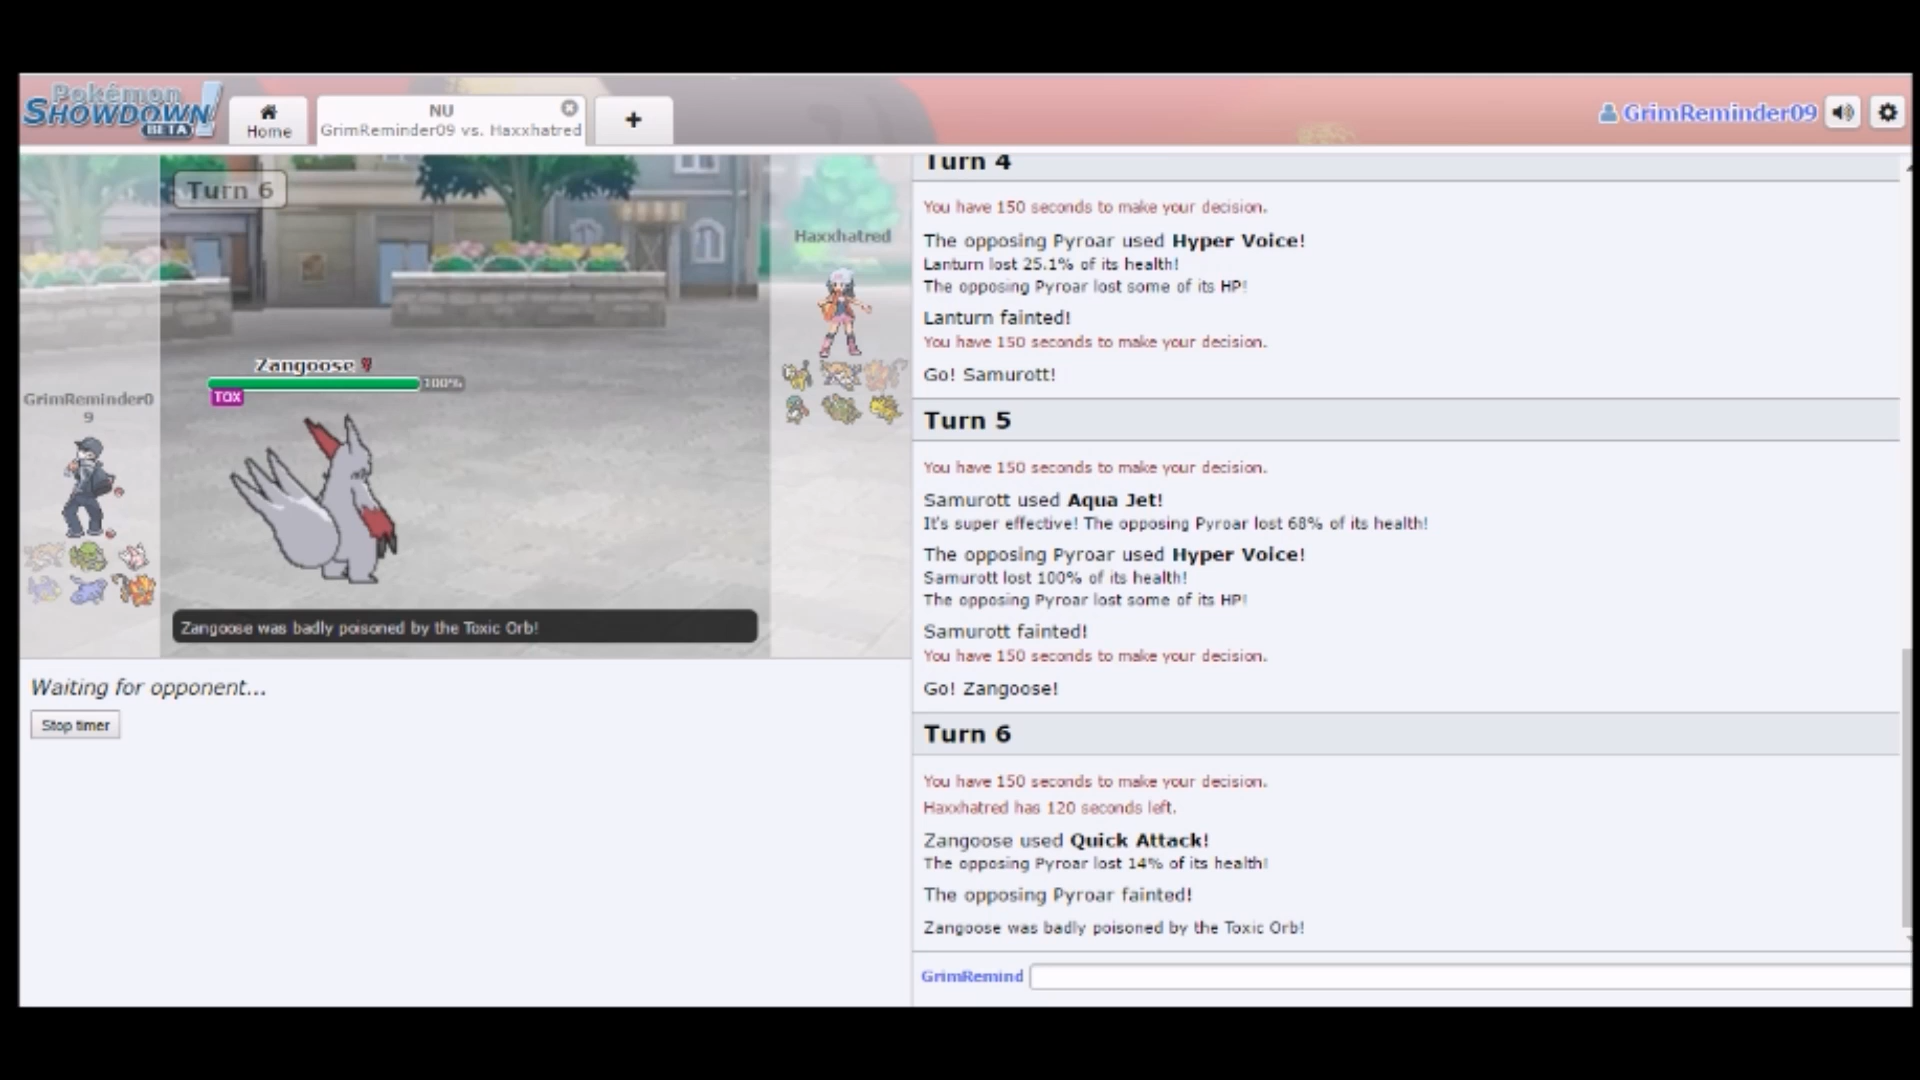 Pokémon
SHOWDOWN!
BETA
Home
NU
GrimReminder09 vs. Haxxhatred
+
GrimReminder09
Turn 6
Haxxhatred
Zangoose
100%
TOX
GrimReminder0
9
Zangoose was badly poisoned by the Toxic Orb!
Waiting for opponent...
Stop timer
Turn 4
You have 150 seconds to make your decision.
The opposing Pyroar used Hyper Voice!
Lanturn lost 25.1% of its health!
The opposing Pyroar lost some of its HP!
Lanturn fainted!
You have 150 seconds to make your decision.
Go! Samurott!
Turn 5
You have 150 seconds to make your decision.
Samurott used Aqua Jet!
It's super effective! The opposing Pyroar lost 68% of its health!
The opposing Pyroar used Hyper Voice!
Samurott lost 100% of its health!
The opposing Pyroar lost some of its HP!
Samurott fainted!
You have 150 seconds to make your decision.
Go! Zangoose!
Turn 6
You have 150 seconds to make your decision.
Haxxhatred has 120 seconds left.
Zangoose used Quick Attack!
The opposing Pyroar lost 14% of its health!
The opposing Pyroar fainted!
Zangoose was badly poisoned by the Toxic Orb!
GrimRemind